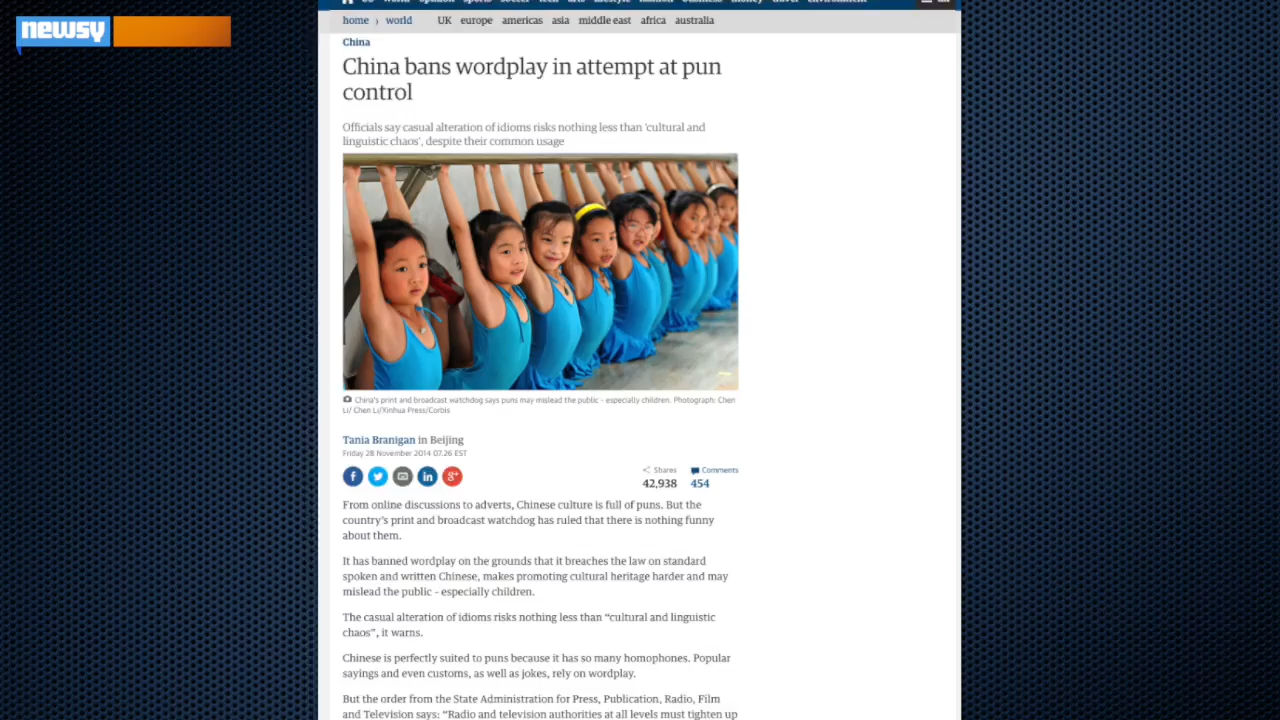 newsy
home › world UK europe americas asia middle east africa australia
China
China bans wordplay in attempt at pun
control
Officials say casual alteration of idioms risks nothing less than ‘cultural and
linguistic chaos’, despite their common usage
China's print and broadcast watchdog says puns may mislead the public - especially children. Photograph: Chen
Li/ Chen Li/Xinhua Press/Corbis
Tania Branigan in Beijing
Friday 28 November 2014 07.26 EST
Shares Comments
42,938 454
From online discussions to adverts, Chinese culture is full of puns. But the
country’s print and broadcast watchdog has ruled that there is nothing funny
about them.
It has banned wordplay on the grounds that it breaches the law on standard
spoken and written Chinese, makes promoting cultural heritage harder and may
mislead the public – especially children.
The casual alteration of idioms risks nothing less than “cultural and linguistic
chaos”, it warns.
Chinese is perfectly suited to puns because it has so many homophones. Popular
sayings and even customs, as well as jokes, rely on wordplay.
But the order from the State Administration for Press, Publication, Radio, Film
and Television says: “Radio and television authorities at all levels must tighten up